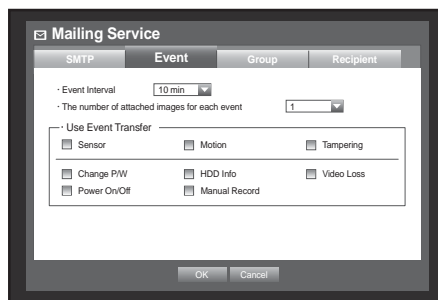 Mailing Service
SMTP Event Group Recipient
· Event Interval 10 min
· The number of attached images for each event 1
· Use Event Transfer
Sensor Motion Tampering
Change P/W HDD Info Video Loss
Power On/Off Manual Record
OK Cancel